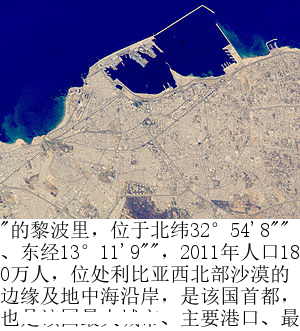 "的黎波里，位于北纬32°54'8""
、东经13°11'9""，2011年人口18
0万人，位处利比亚西北部沙漠的
边缘及地中海沿岸，是该国首都，
也是该国最大城市、主要港口、最